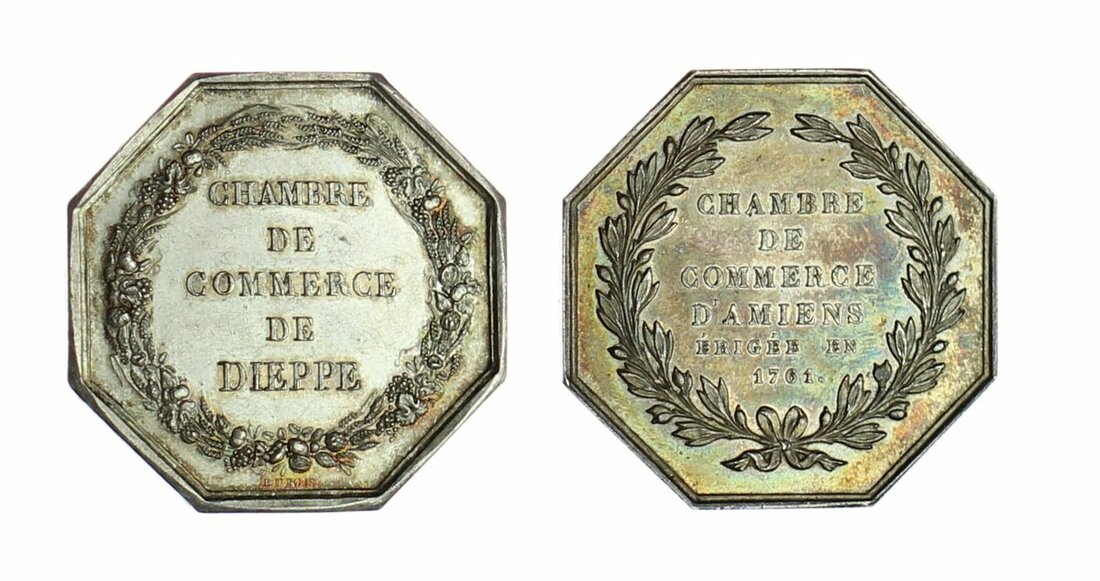 CHAMBRE
DE
COMMERCE
DE
DIEPPE
CHAMBRE
DE
COMMERCE
D'AMIENS
ÉRIGÉE EN
1761.